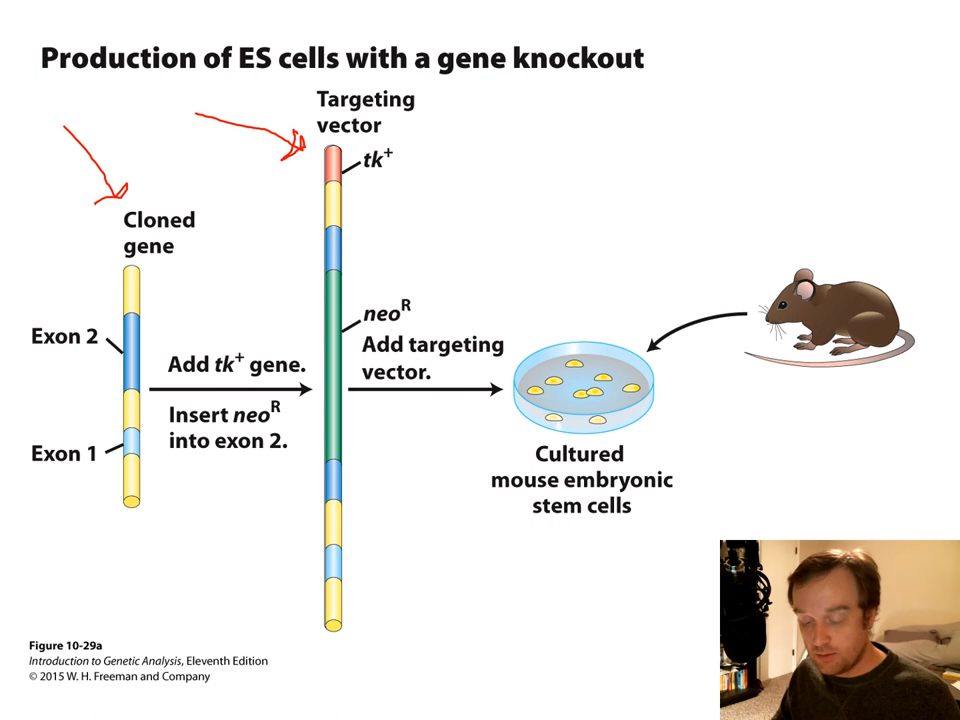 Production of ES cells with a gene knockout
Targeting
vector
tk+
Cloned
gene
Exon 2
Exon 1
Add tk+ gene.
Insert neoR
into exon 2.
neoR
Add targeting
vector.
Cultured
mouse embryonic
stem cells
Figure 10-29a
Introduction to Genetic Analysis, Eleventh Edition
© 2015 W. H. Freeman and Company